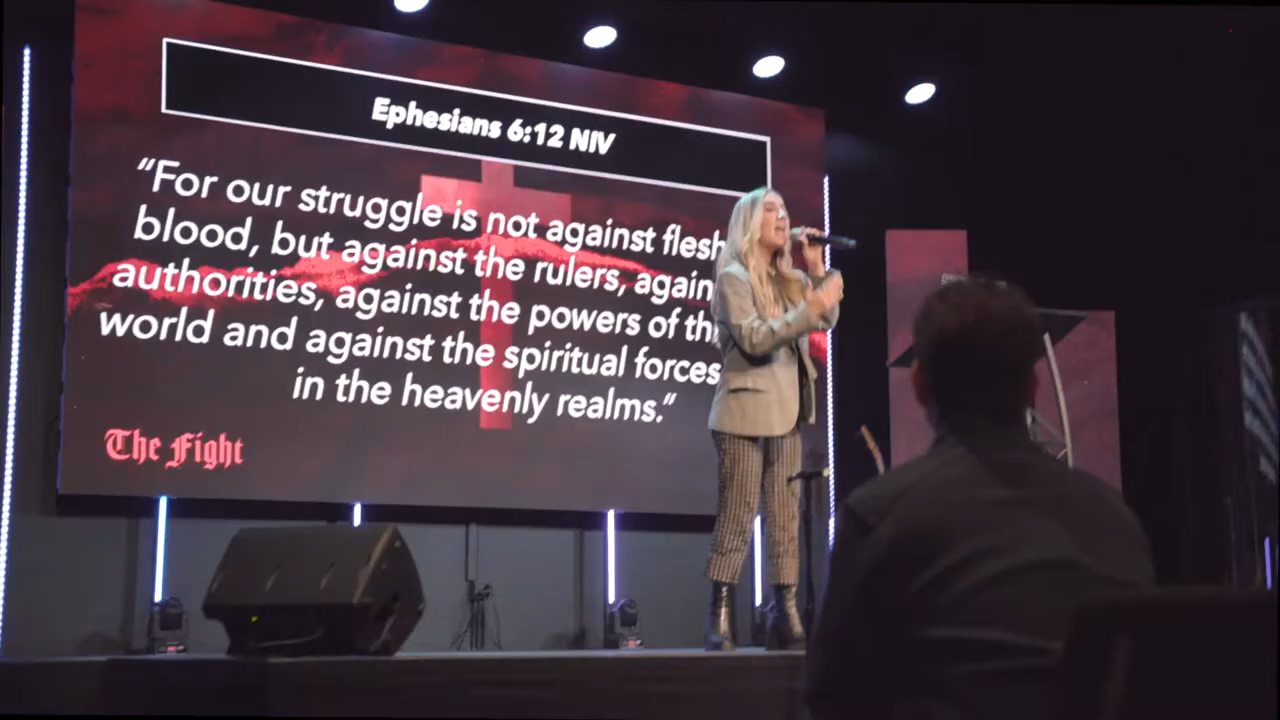 Ephesians 6:12 NIV
“For our struggle is not against flesh
blood, but against the rulers, again
authorities, against the powers of th
world and against the spiritual forces
in the heavenly realms.”
The Fight